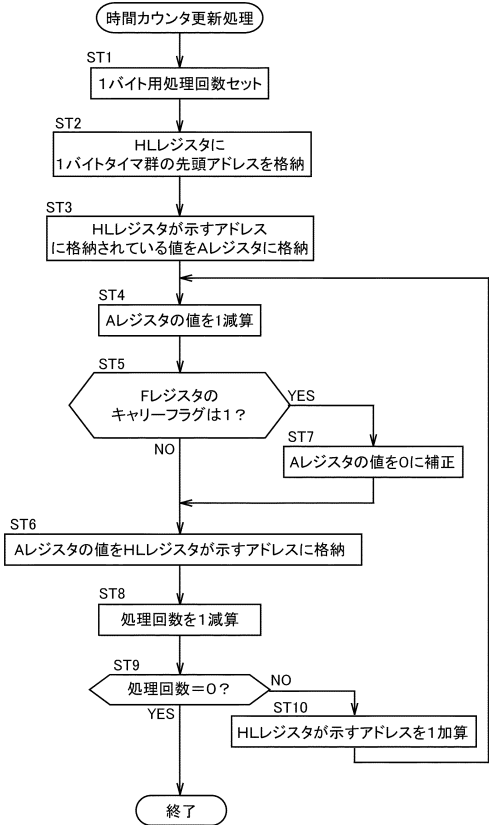 時間カウンタ更新処理
ST1
1バイト用処理回数セット
ST2
HLレジスタに
1バイトタイマ群の先頭アドレスを格納
ST3
HLレジスタが示すアドレス
に格納されている値をAレジスタに格納
ST4
Aレジスタの値を1減算
ST5
Fレジスタの
キャリーフラグは1?
YES
NO
ST7
Aレジスタの値を0に補正
ST6
Aレジスタの値をHLレジスタが示すアドレスに格納
ST8
処理回数を1減算
ST9
処理回数=0?
NO
YES
ST10
HLレジスタが示すアドレスを1加算
終了